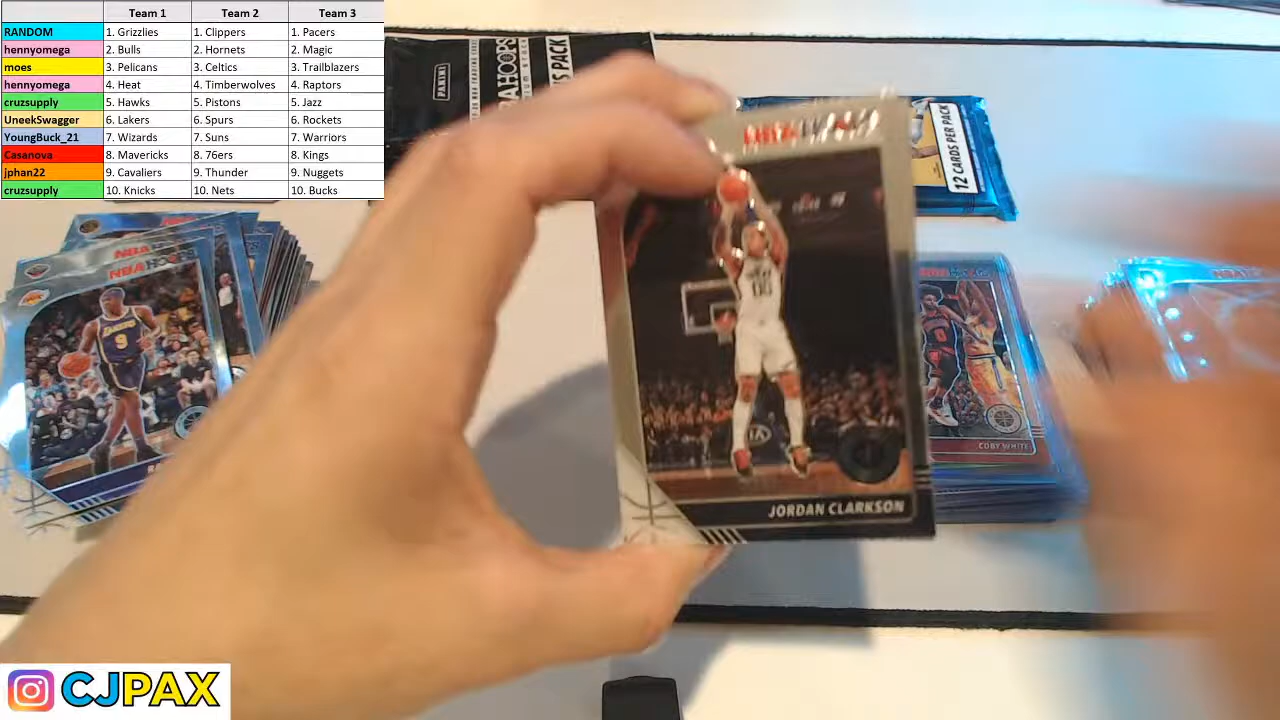 Team 1 Team 2 Team 3
RANDOM 1. Grizzlies 1. Clippers 1. Pacers
hennyomega 2. Bulls 2. Hornets 2. Magic
moes 3. Pelicans 3. Celtics 3. Trailblazers
hennyomega 4. Heat 4. Timberwolves 4. Raptors
cruzsupply 5. Hawks 5. Pistons 5. Jazz
UneekSwagger 6. Lakers 6. Spurs 6. Rockets
YoungBuck_21 7. Wizards 7. Suns 7. Warriors
Casanova 8. Mavericks 8. 76ers 8. Kings
jphan22 9. Cavaliers 9. Thunder 9. Nuggets
cruzsupply 10. Knicks 10. Nets 10. Bucks
PANINI
12 CARDS PER PACK
NBA HOOPS
LAKERS
9
JORDAN CLARKSON
COBY WHITE
CJPAX